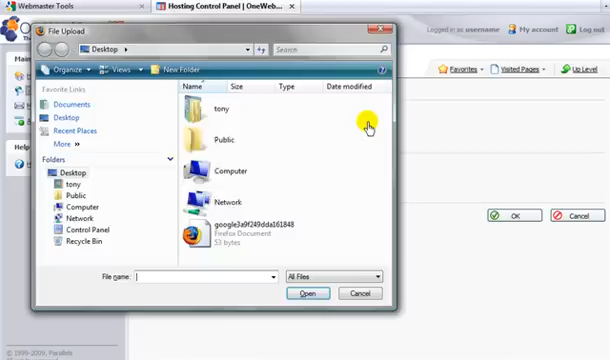 Webmaster Tools
Hosting Control Panel | OneWeb...
File Upload
Logged in as username
My account
Log out
Desktop
Search
Organize
Views
New Folder
Favorites
Visited Pages
Up Level
Favorite Links
Documents
Desktop
Recent Places
More »
Folders
Desktop
tony
Public
Computer
Network
Control Panel
Recycle Bin
Name
Size
Type
Date modified
tony
Public
Computer
Network
google3a9f249dda161848
Firefox Document
53 bytes
OK
Cancel
File name:
All Files
Open
Cancel
© 1999-2009, Parallels